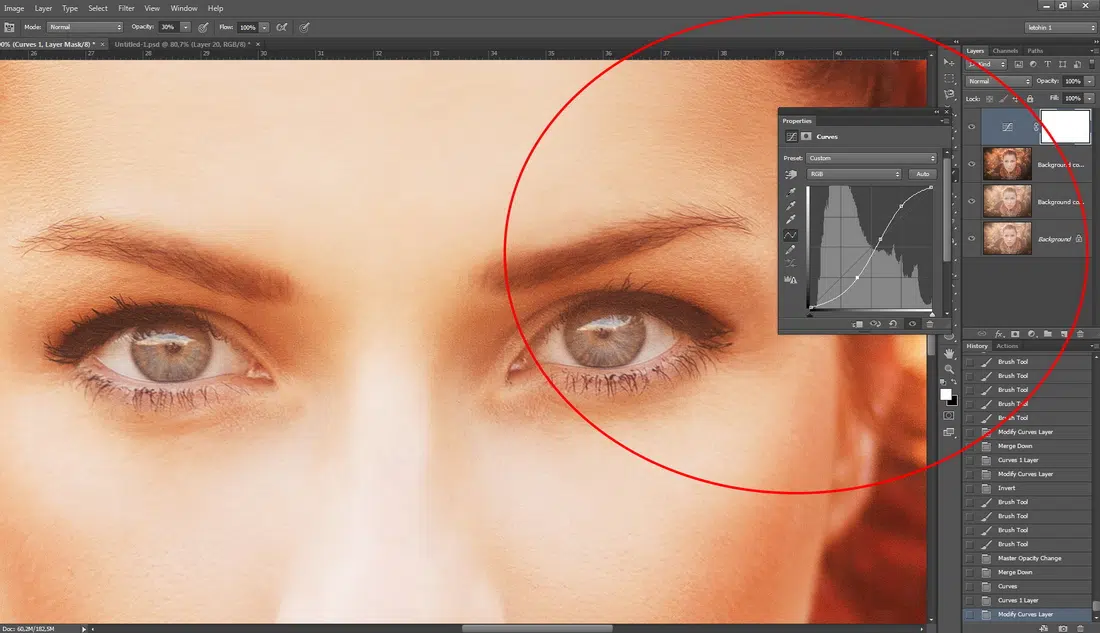 Image Layer Type Select Filter View Window Help
Mode: Normal Opacity: 30% Flow: 100%
letohin 1
0% (Curves 1, Layer Mask/8) * × Untitled-1.psd @ 80,7% (Layer 20, RGB/8) * ×
26 27 28 29 30 31 32 33 34 35 36 37 38 39 40 41
Layers Channels Paths
Kind
Normal Opacity: 100%
Lock: Fill: 100%
Background co...
Background co...
Background
Properties
Curves
Preset: Custom
RGB Auto
History Actions
Brush Tool
Brush Tool
Brush Tool
Brush Tool
Brush Tool
Modify Curves Layer
Merge Down
Curves 1 Layer
Modify Curves Layer
Invert
Brush Tool
Brush Tool
Brush Tool
Brush Tool
Master Opacity Change
Merge Down
Curves
Curves 1 Layer
Modify Curves Layer
Doc: 60,2M/182,5M